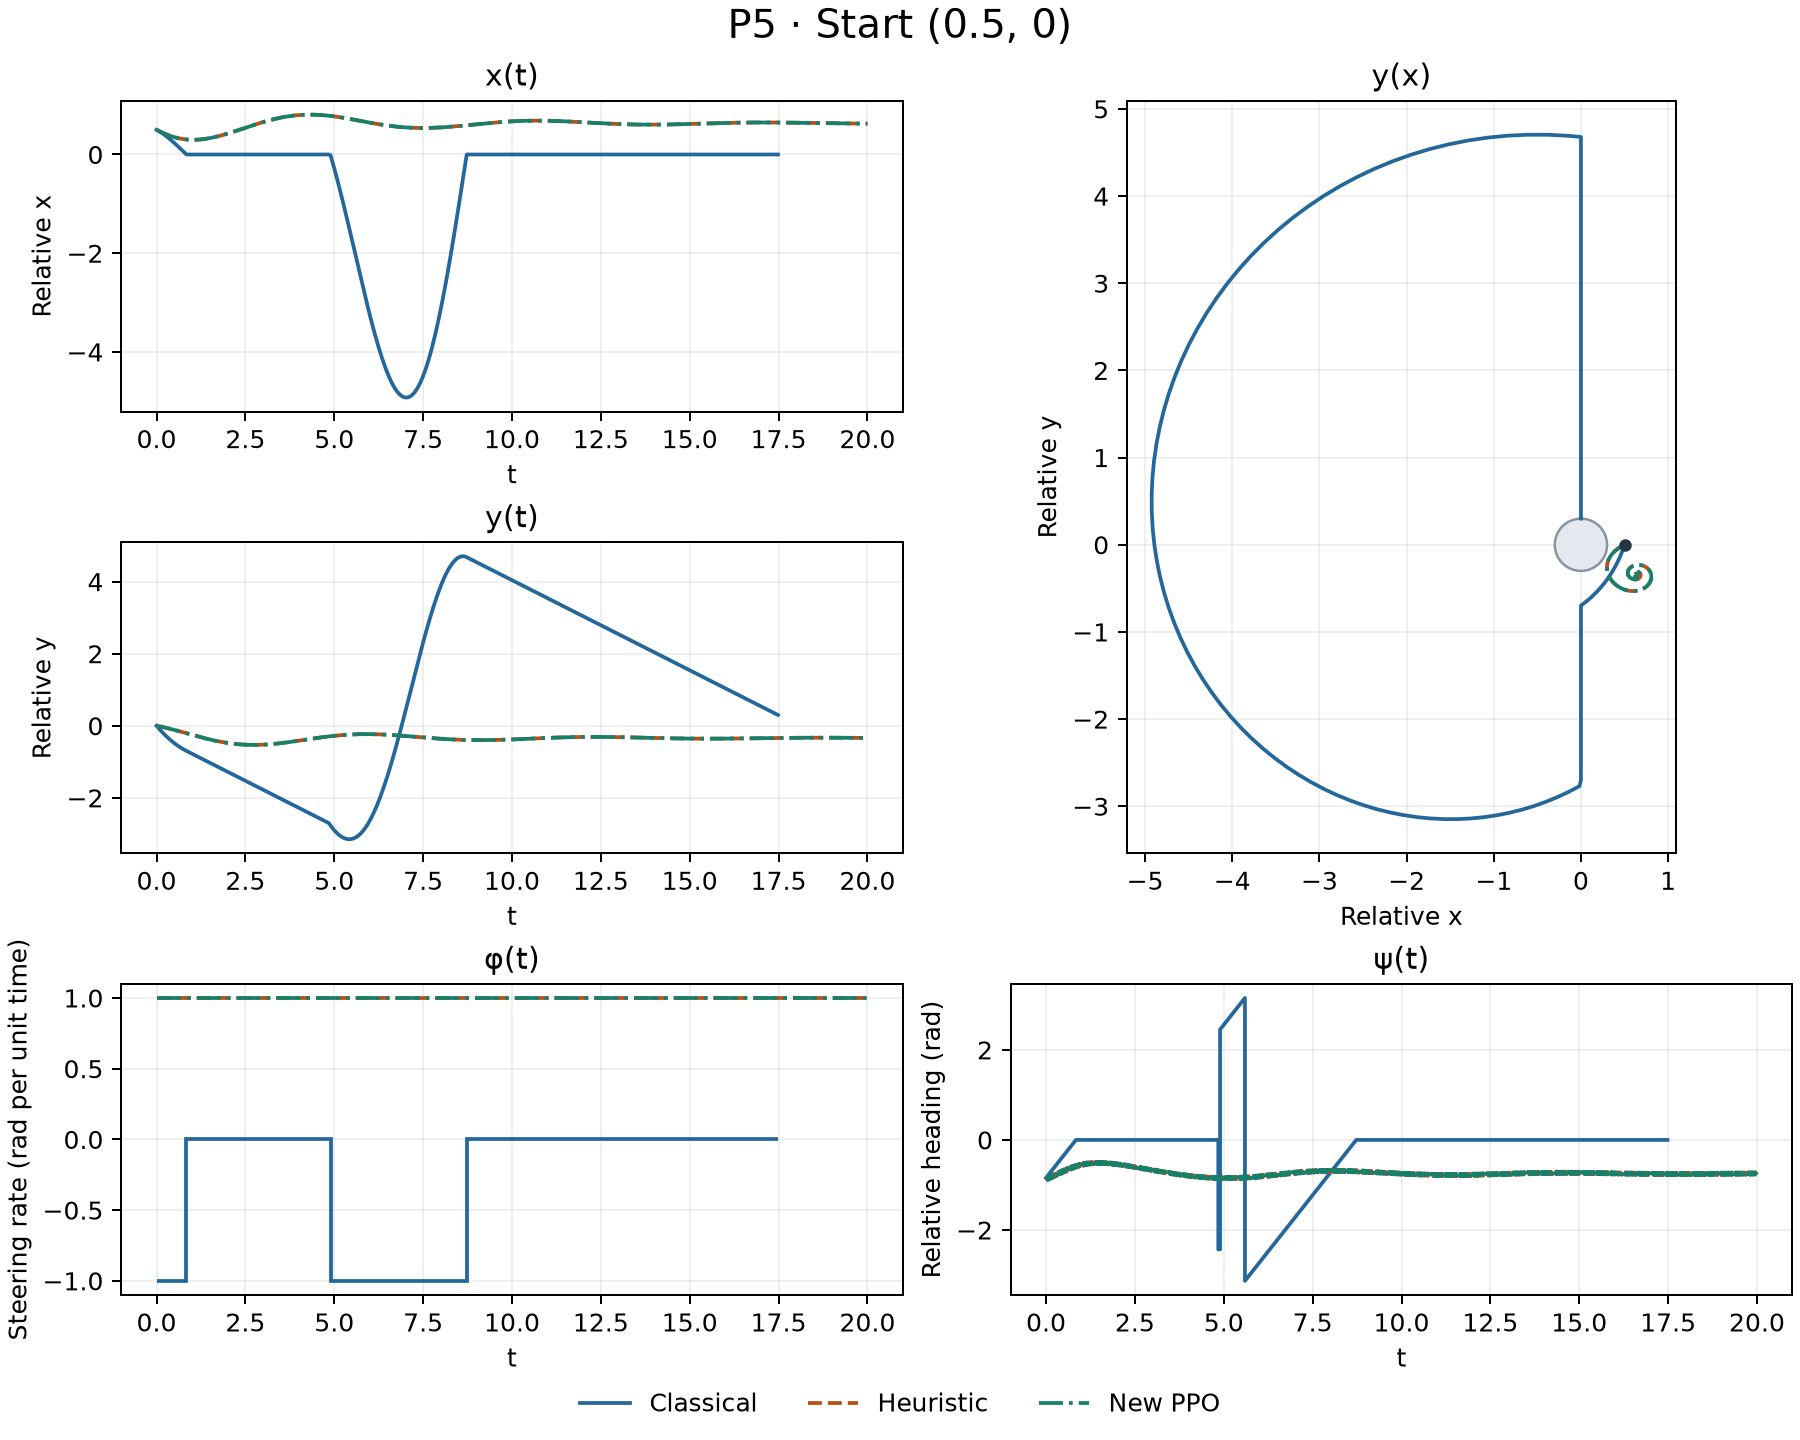 P5 · Start (0.5, 0)
x(t)
Relative x
0
−2
−4
0.0 2.5 5.0 7.5 10.0 12.5 15.0 17.5 20.0
t
y(x)
Relative y
5
4
3
2
1
0
−1
−2
−3
−5 −4 −3 −2 −1 0 1
Relative x
y(t)
Relative y
4
2
0
−2
0.0 2.5 5.0 7.5 10.0 12.5 15.0 17.5 20.0
t
φ(t)
Steering rate (rad per unit time)
1.0
0.5
0.0
−0.5
−1.0
0.0 2.5 5.0 7.5 10.0 12.5 15.0 17.5 20.0
t
ψ(t)
Relative heading (rad)
2
0
−2
0.0 2.5 5.0 7.5 10.0 12.5 15.0 17.5 20.0
t
Classical Heuristic New PPO